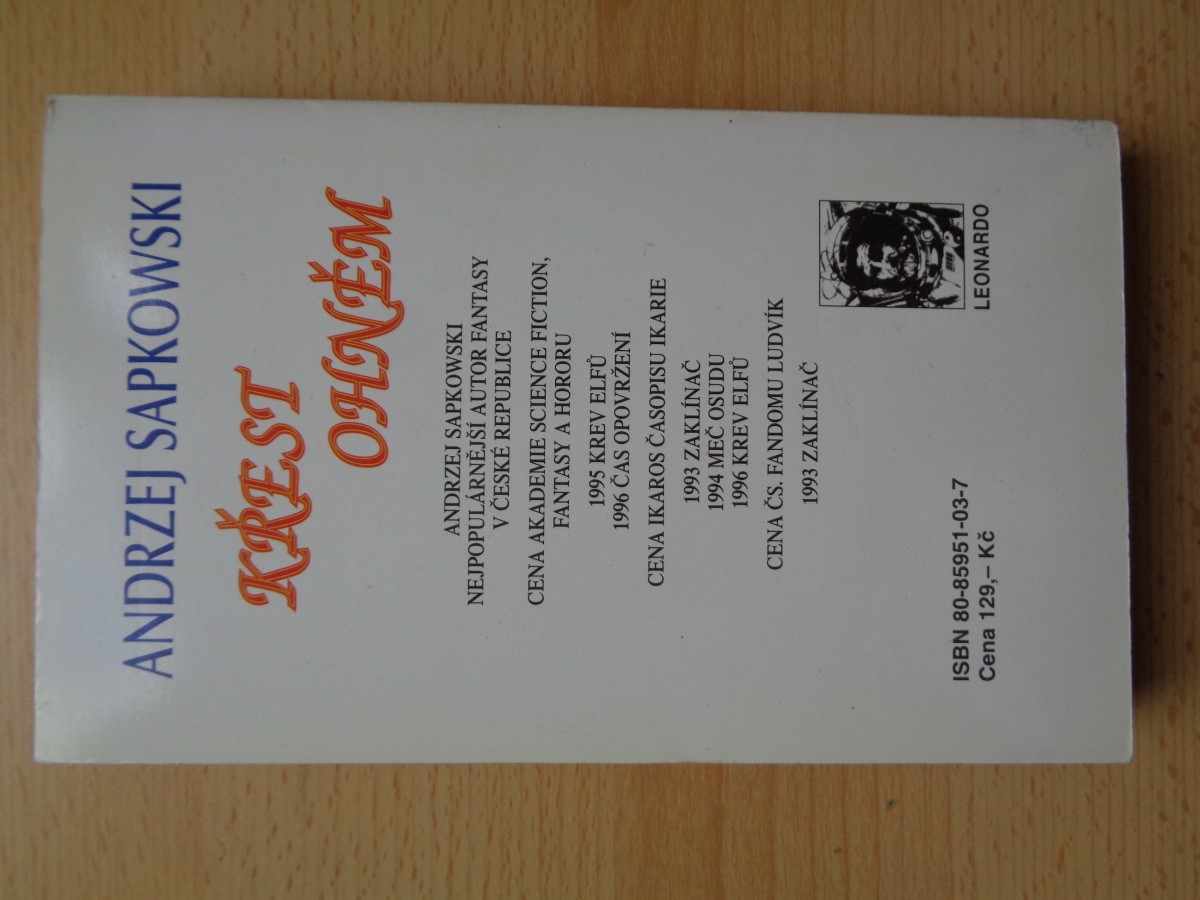 ANDRZEJ SAPKOWSKI
KŘEST
OHNĚM
ANDRZEJ SAPKOWSKI
NEJPOPULÁRNĚJŠÍ AUTOR FANTASY
V ČESKÉ REPUBLICE
CENA AKADEMIE SCIENCE FICTION,
FANTASY A HORORU
1995 KREV ELFŮ
1996 ČAS OPOVRŽENÍ
CENA IKAROS ČASOPISU IKARIE
1993 ZAKLÍNAČ
1994 MEČ OSUDU
1996 KREV ELFŮ
CENA ČS. FANDOMU LUDVÍK
1993 ZAKLÍNAČ
LEONARDO
ISBN 80-85951-03-7
Cena 129,– Kč